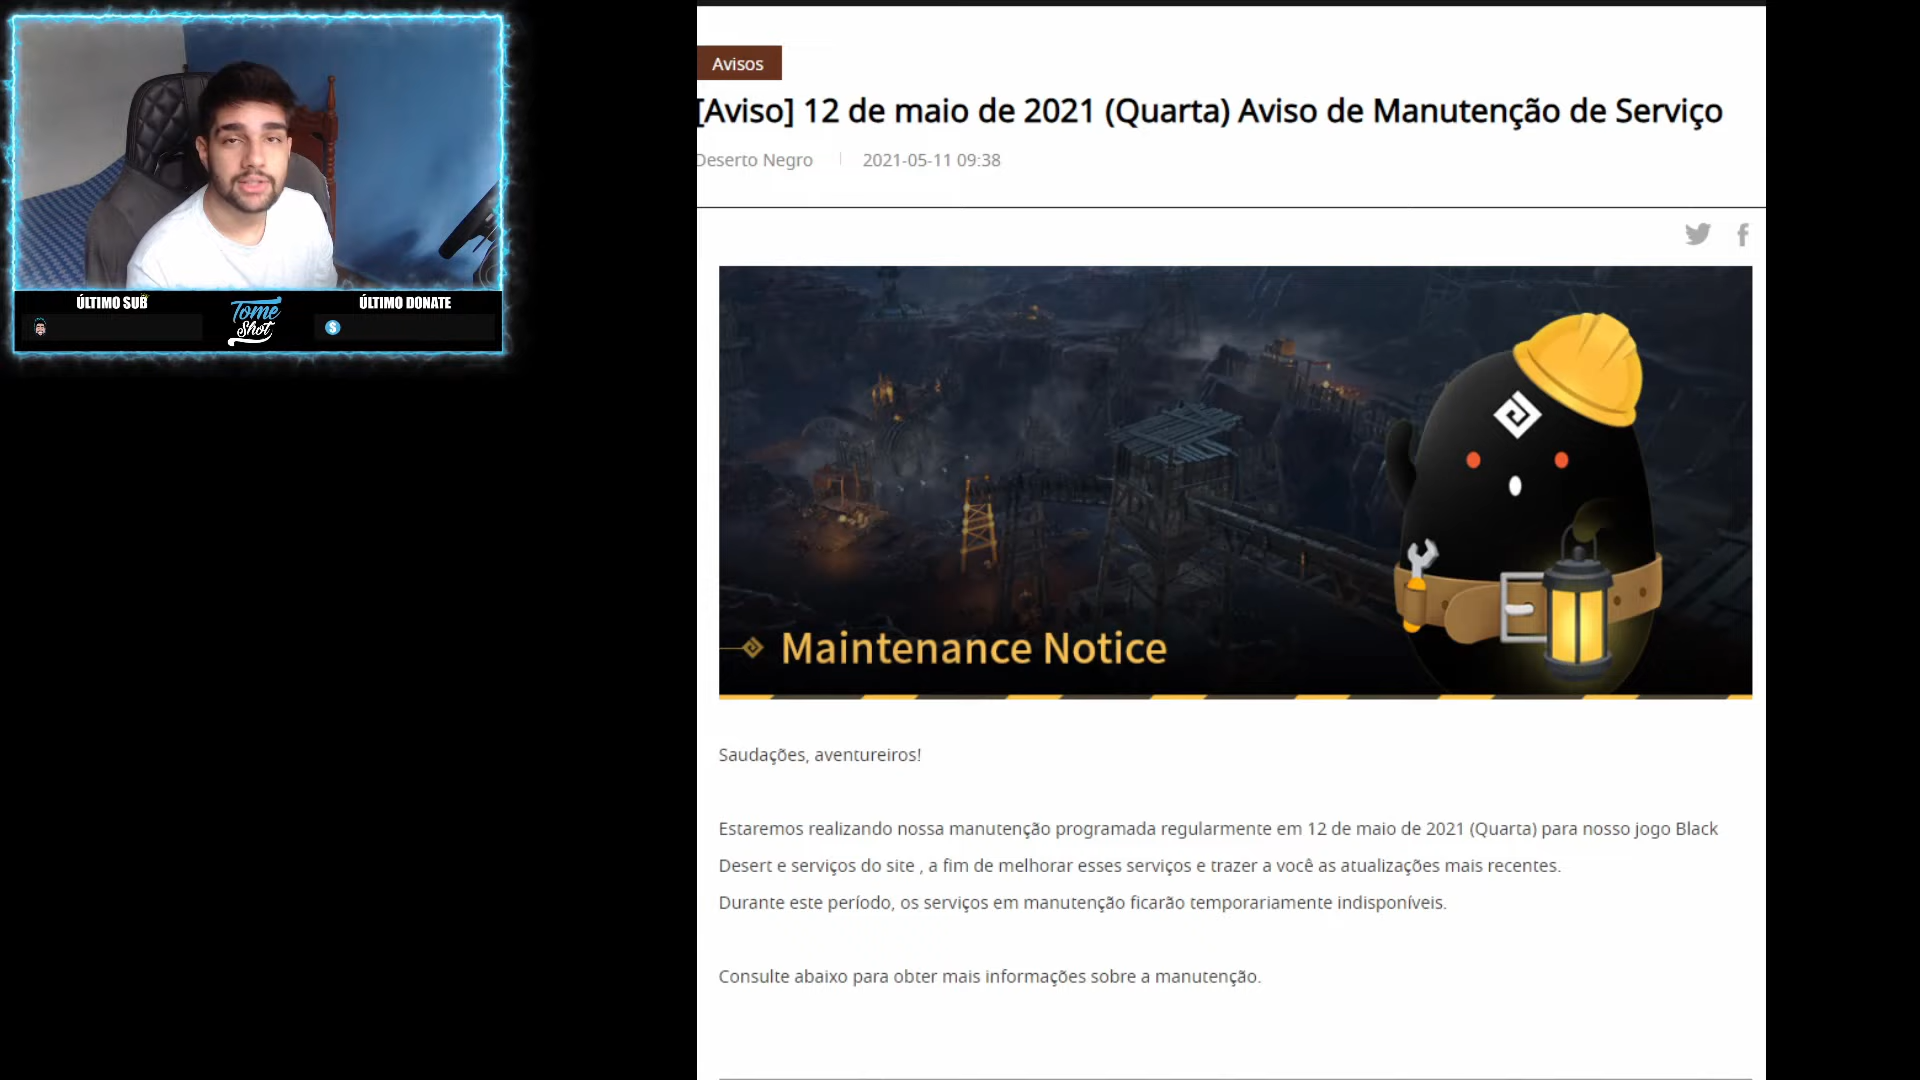 ÚLTIMO SUB
Tome
Shot
ÚLTIMO DONATE
$
Avisos
[Aviso] 12 de maio de 2021 (Quarta) Aviso de Manutenção de Serviço
Deserto Negro 2021-05-11 09:38
Maintenance Notice
Saudações, aventureiros!
Estaremos realizando nossa manutenção programada regularmente em 12 de maio de 2021 (Quarta) para nosso jogo Black
Desert e serviços do site , a fim de melhorar esses serviços e trazer a você as atualizações mais recentes.
Durante este período, os serviços em manutenção ficarão temporariamente indisponíveis.
Consulte abaixo para obter mais informações sobre a manutenção.